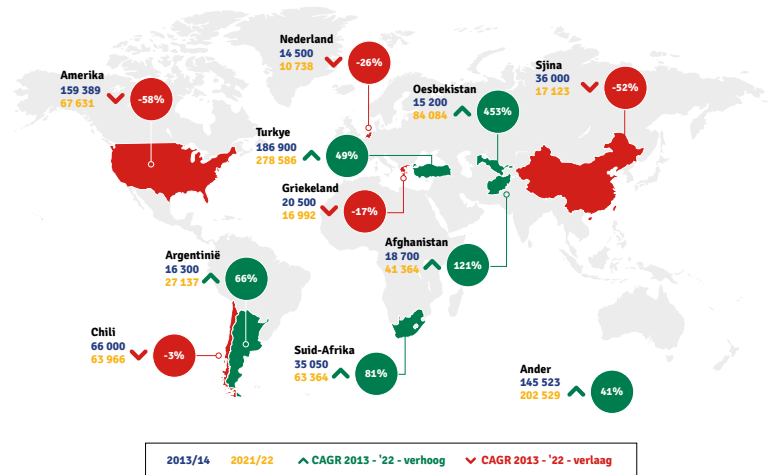 Nederland
14 500
10 738
-26%
Sjina
36 000
17 123
-52%
Amerika
159 389
67 631
-58%
Oesbekistan
15 200
84 084
453%
Turkye
186 900
278 586
49%
Griekeland
20 500
16 992
-17%
Afghanistan
18 700
41 364
121%
Argentinië
16 300
27 137
66%
Chili
66 000
63 966
-3%
Suid-Afrika
35 050
63 364
81%
Ander
145 523
202 529
41%
2013/14 2021/22 CAGR 2013 - '22 - verhoog CAGR 2013 - '22 - verlaag